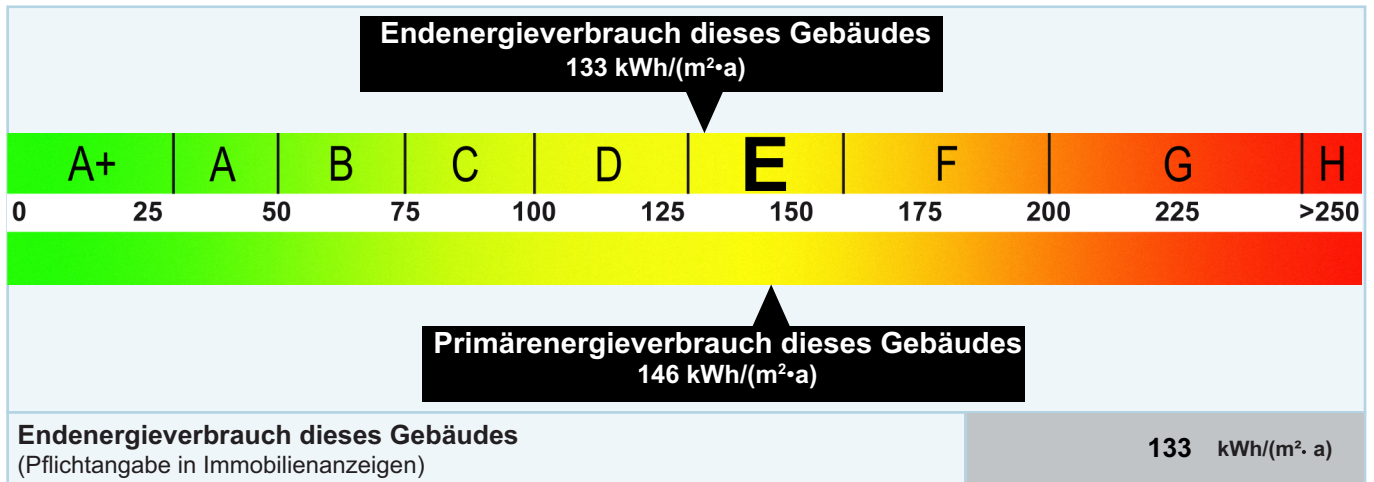 Endenergieverbrauch dieses Gebäudes
133 kWh/(m²•a)
A+ A B C D E F G H
0 25 50 75 100 125 150 175 200 225 >250
Primärenergieverbrauch dieses Gebäudes
146 kWh/(m²•a)
Endenergieverbrauch dieses Gebäudes
(Pflichtangabe in Immobilienanzeigen)
133 kWh/(m²· a)